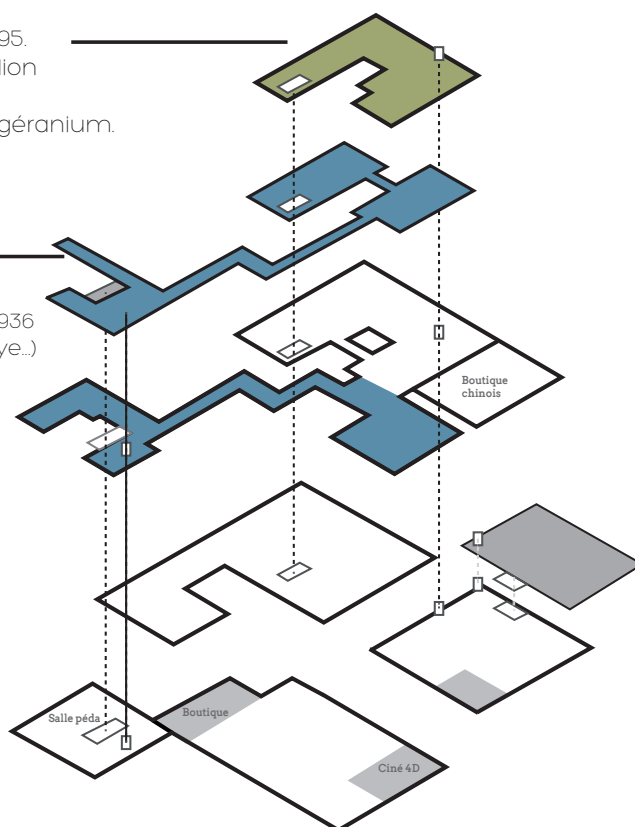 95.
lion
géranium.
936
ye...)
Boutique
chinois
Salle péda
Boutique
Ciné 4D